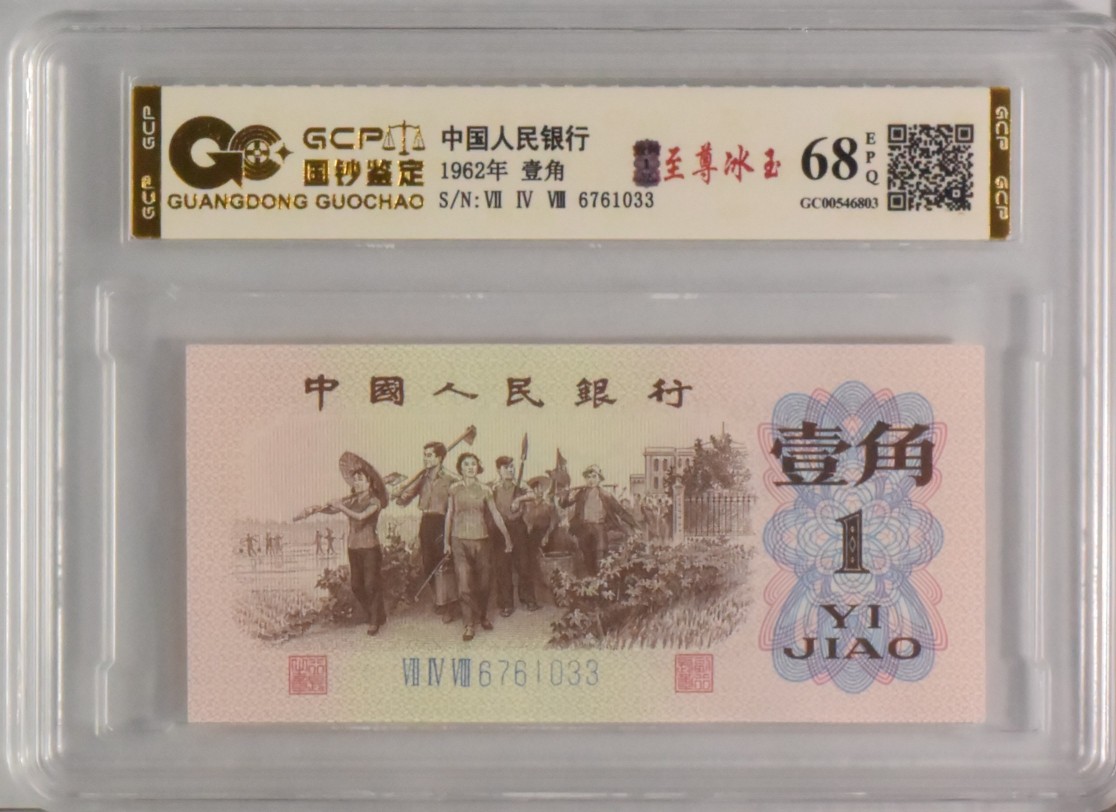 GCP
GCP
GCP
国钞鉴定
GUANGDONG GUOCHAO
中国人民银行
1962年 壹角
S/N: Ⅶ Ⅳ Ⅷ 6761033
至尊冰玉
68
EPQ
GC00546803
GCP
GCP
中國人民銀行
壹角
1
YI
JIAO
Ⅶ Ⅳ Ⅷ 6761033